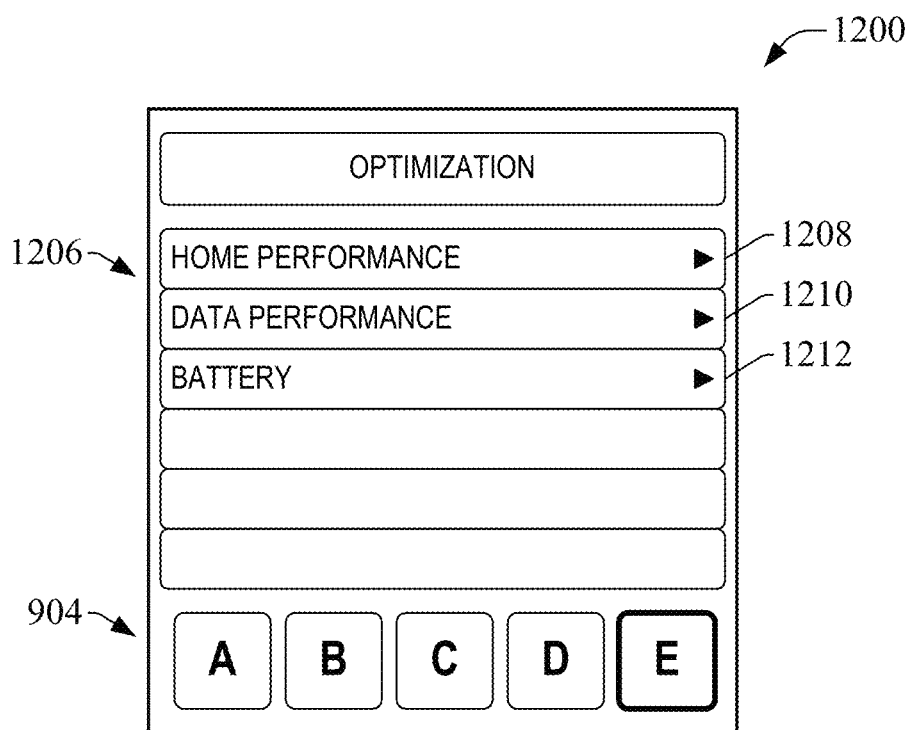 1200
OPTIMIZATION
1206
HOME PERFORMANCE
1208
DATA PERFORMANCE
1210
BATTERY
1212
904
A B C D E